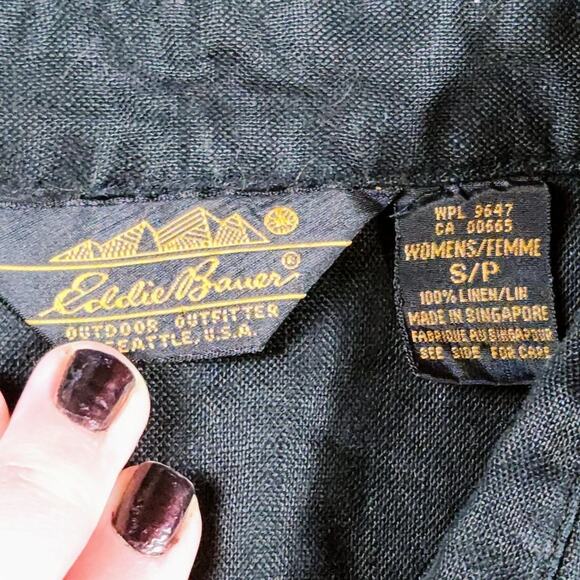 Eddie Bauer®
OUTDOOR OUTFITTER
SEATTLE, U.S.A.
WPL 9647
CA 00665
WOMENS/FEMME
S/P
100% LINEN/LIN
MADE IN SINGAPORE
FABRIQUE AU SINGAPOUR
SEE SIDE FOR CARE